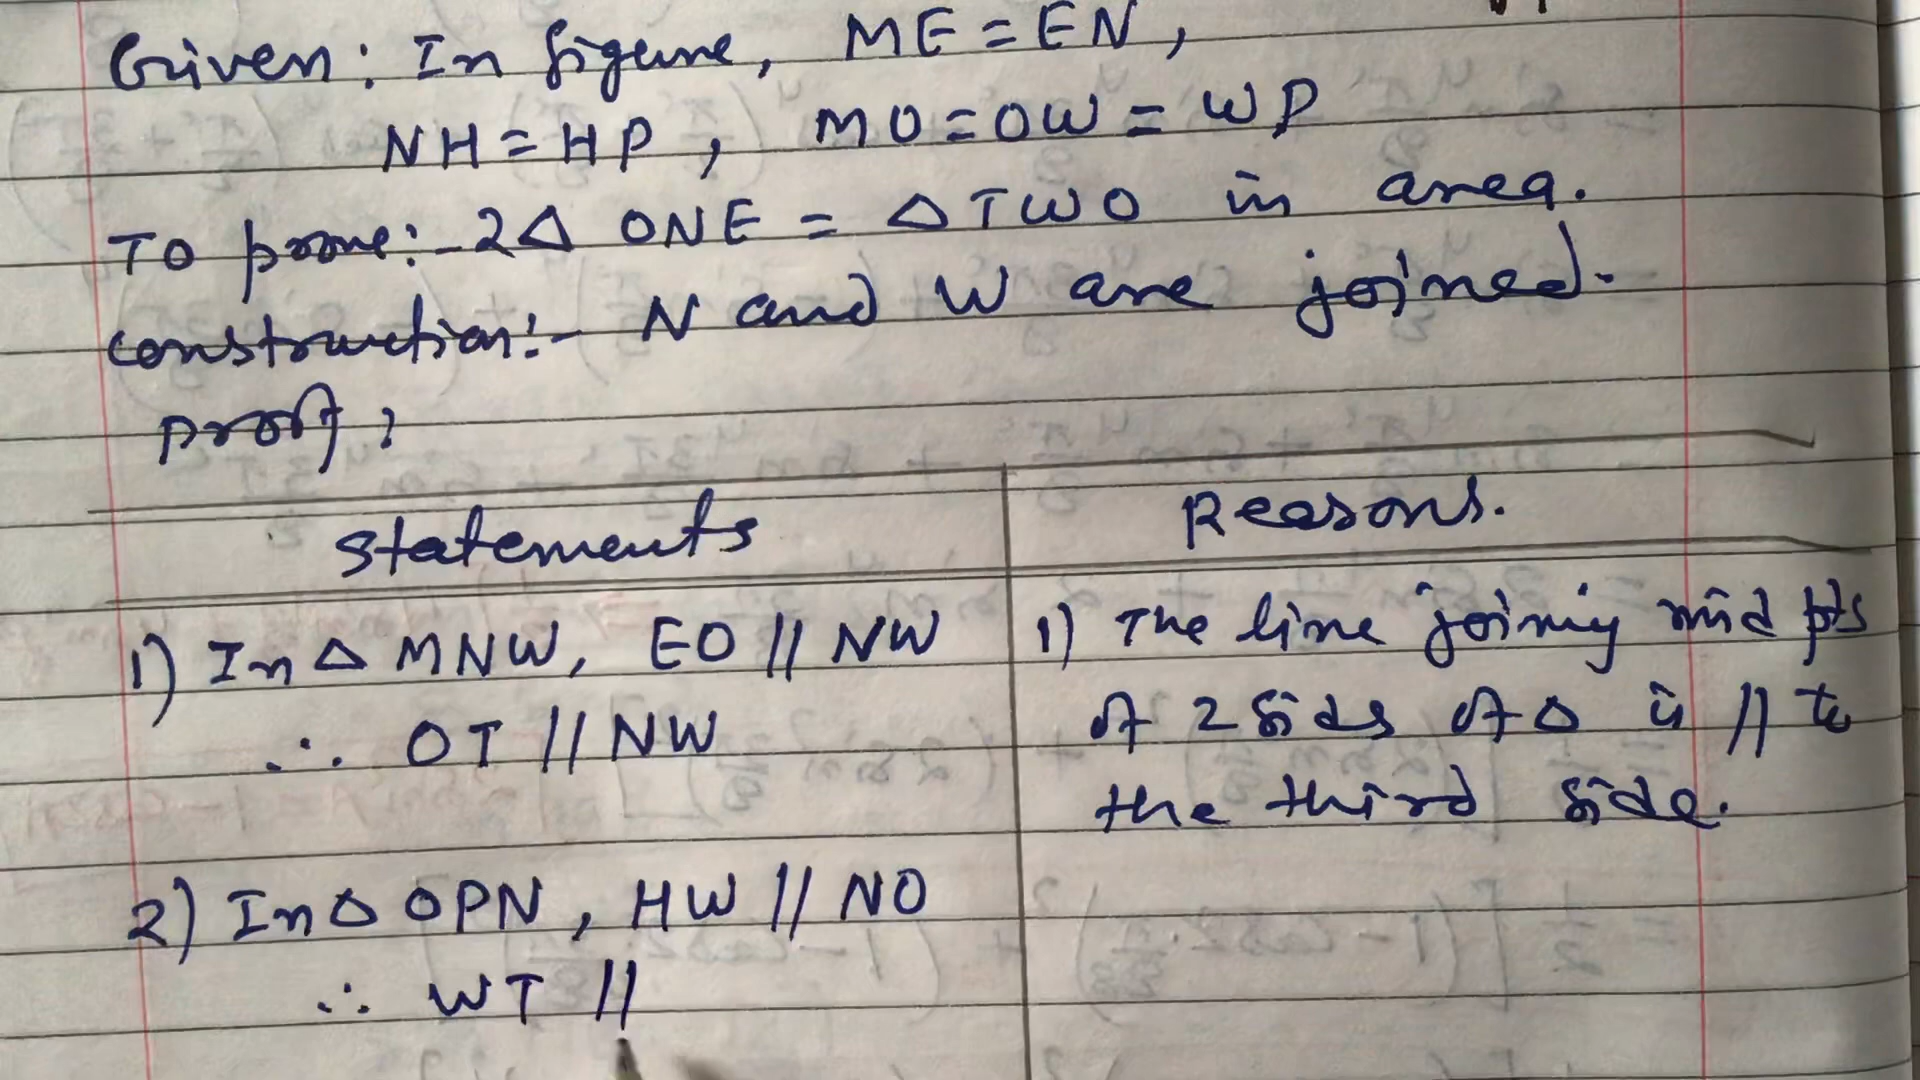 Given: In figure, ME = EN,
NH = HP, MO = OW = WP
To prove:- 2△ ONE = △TWO in area.
construction:- N and W are joined.
proof:
Statements
Reasons.
1) In △ MNW, EO // NW
∴ OT // NW
1) The line joining mid pts
of 2 sides of △ is // to
the third side.
2) In △ OPN, HW // NO
∴ WT //